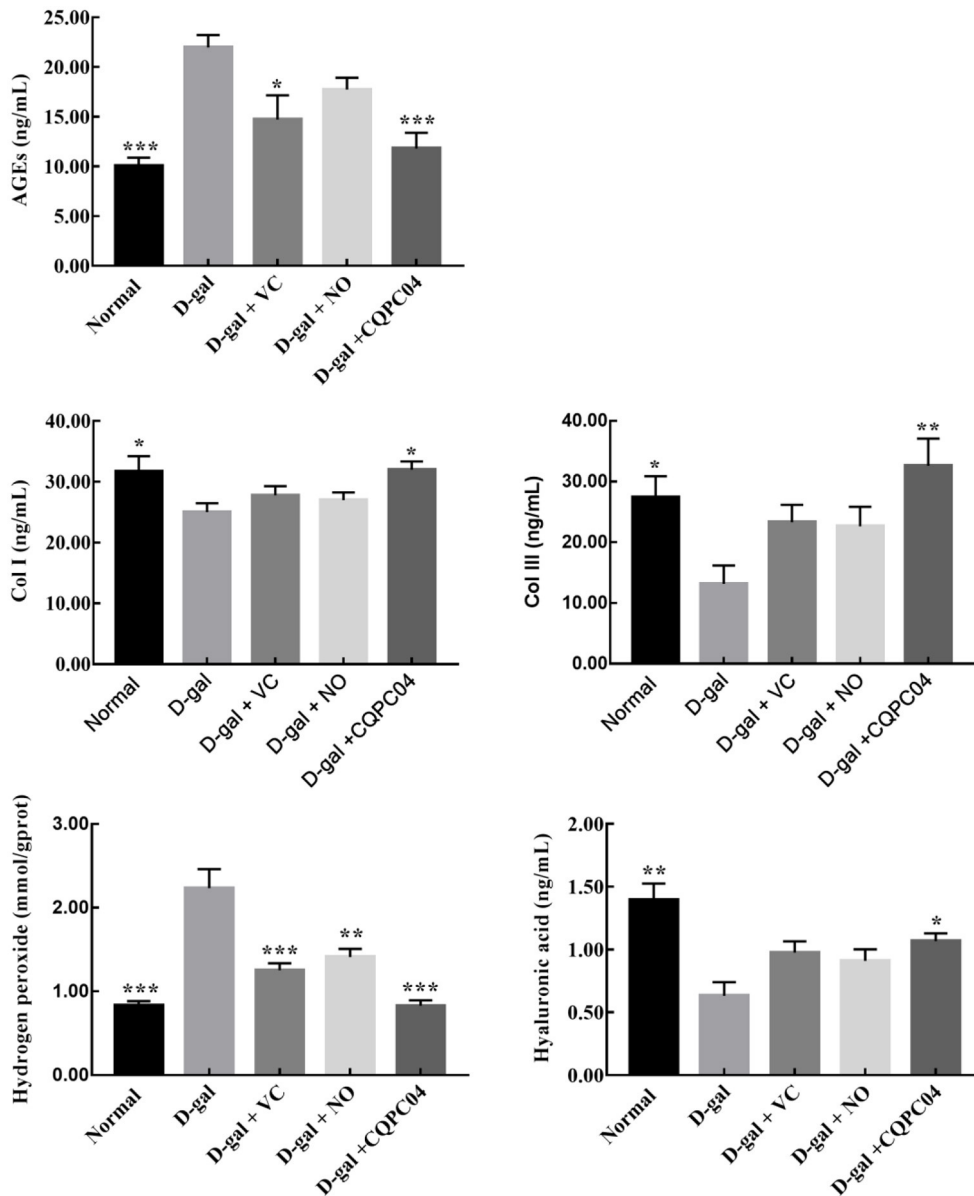 AGEs (ng/mL)
25.00
20.00
15.00
10.00
5.00
0.00
***
*
***
Normal
D-gal
D-gal + VC
D-gal + NO
D-gal +CQPC04
Col I (ng/mL)
40.00
30.00
20.00
10.00
0.00
*
*
Normal
D-gal
D-gal + VC
D-gal + NO
D-gal +CQPC04
Col III (ng/mL)
40.00
30.00
20.00
10.00
0.00
*
**
Normal
D-gal
D-gal + VC
D-gal + NO
D-gal +CQPC04
Hydrogen peroxide (mmol/gprot)
3.00
2.00
1.00
0.00
***
***
**
***
Normal
D-gal
D-gal + VC
D-gal + NO
D-gal +CQPC04
Hyaluronic acid (ng/mL)
2.00
1.50
1.00
0.50
0.00
**
*
Normal
D-gal
D-gal + VC
D-gal + NO
D-gal +CQPC04